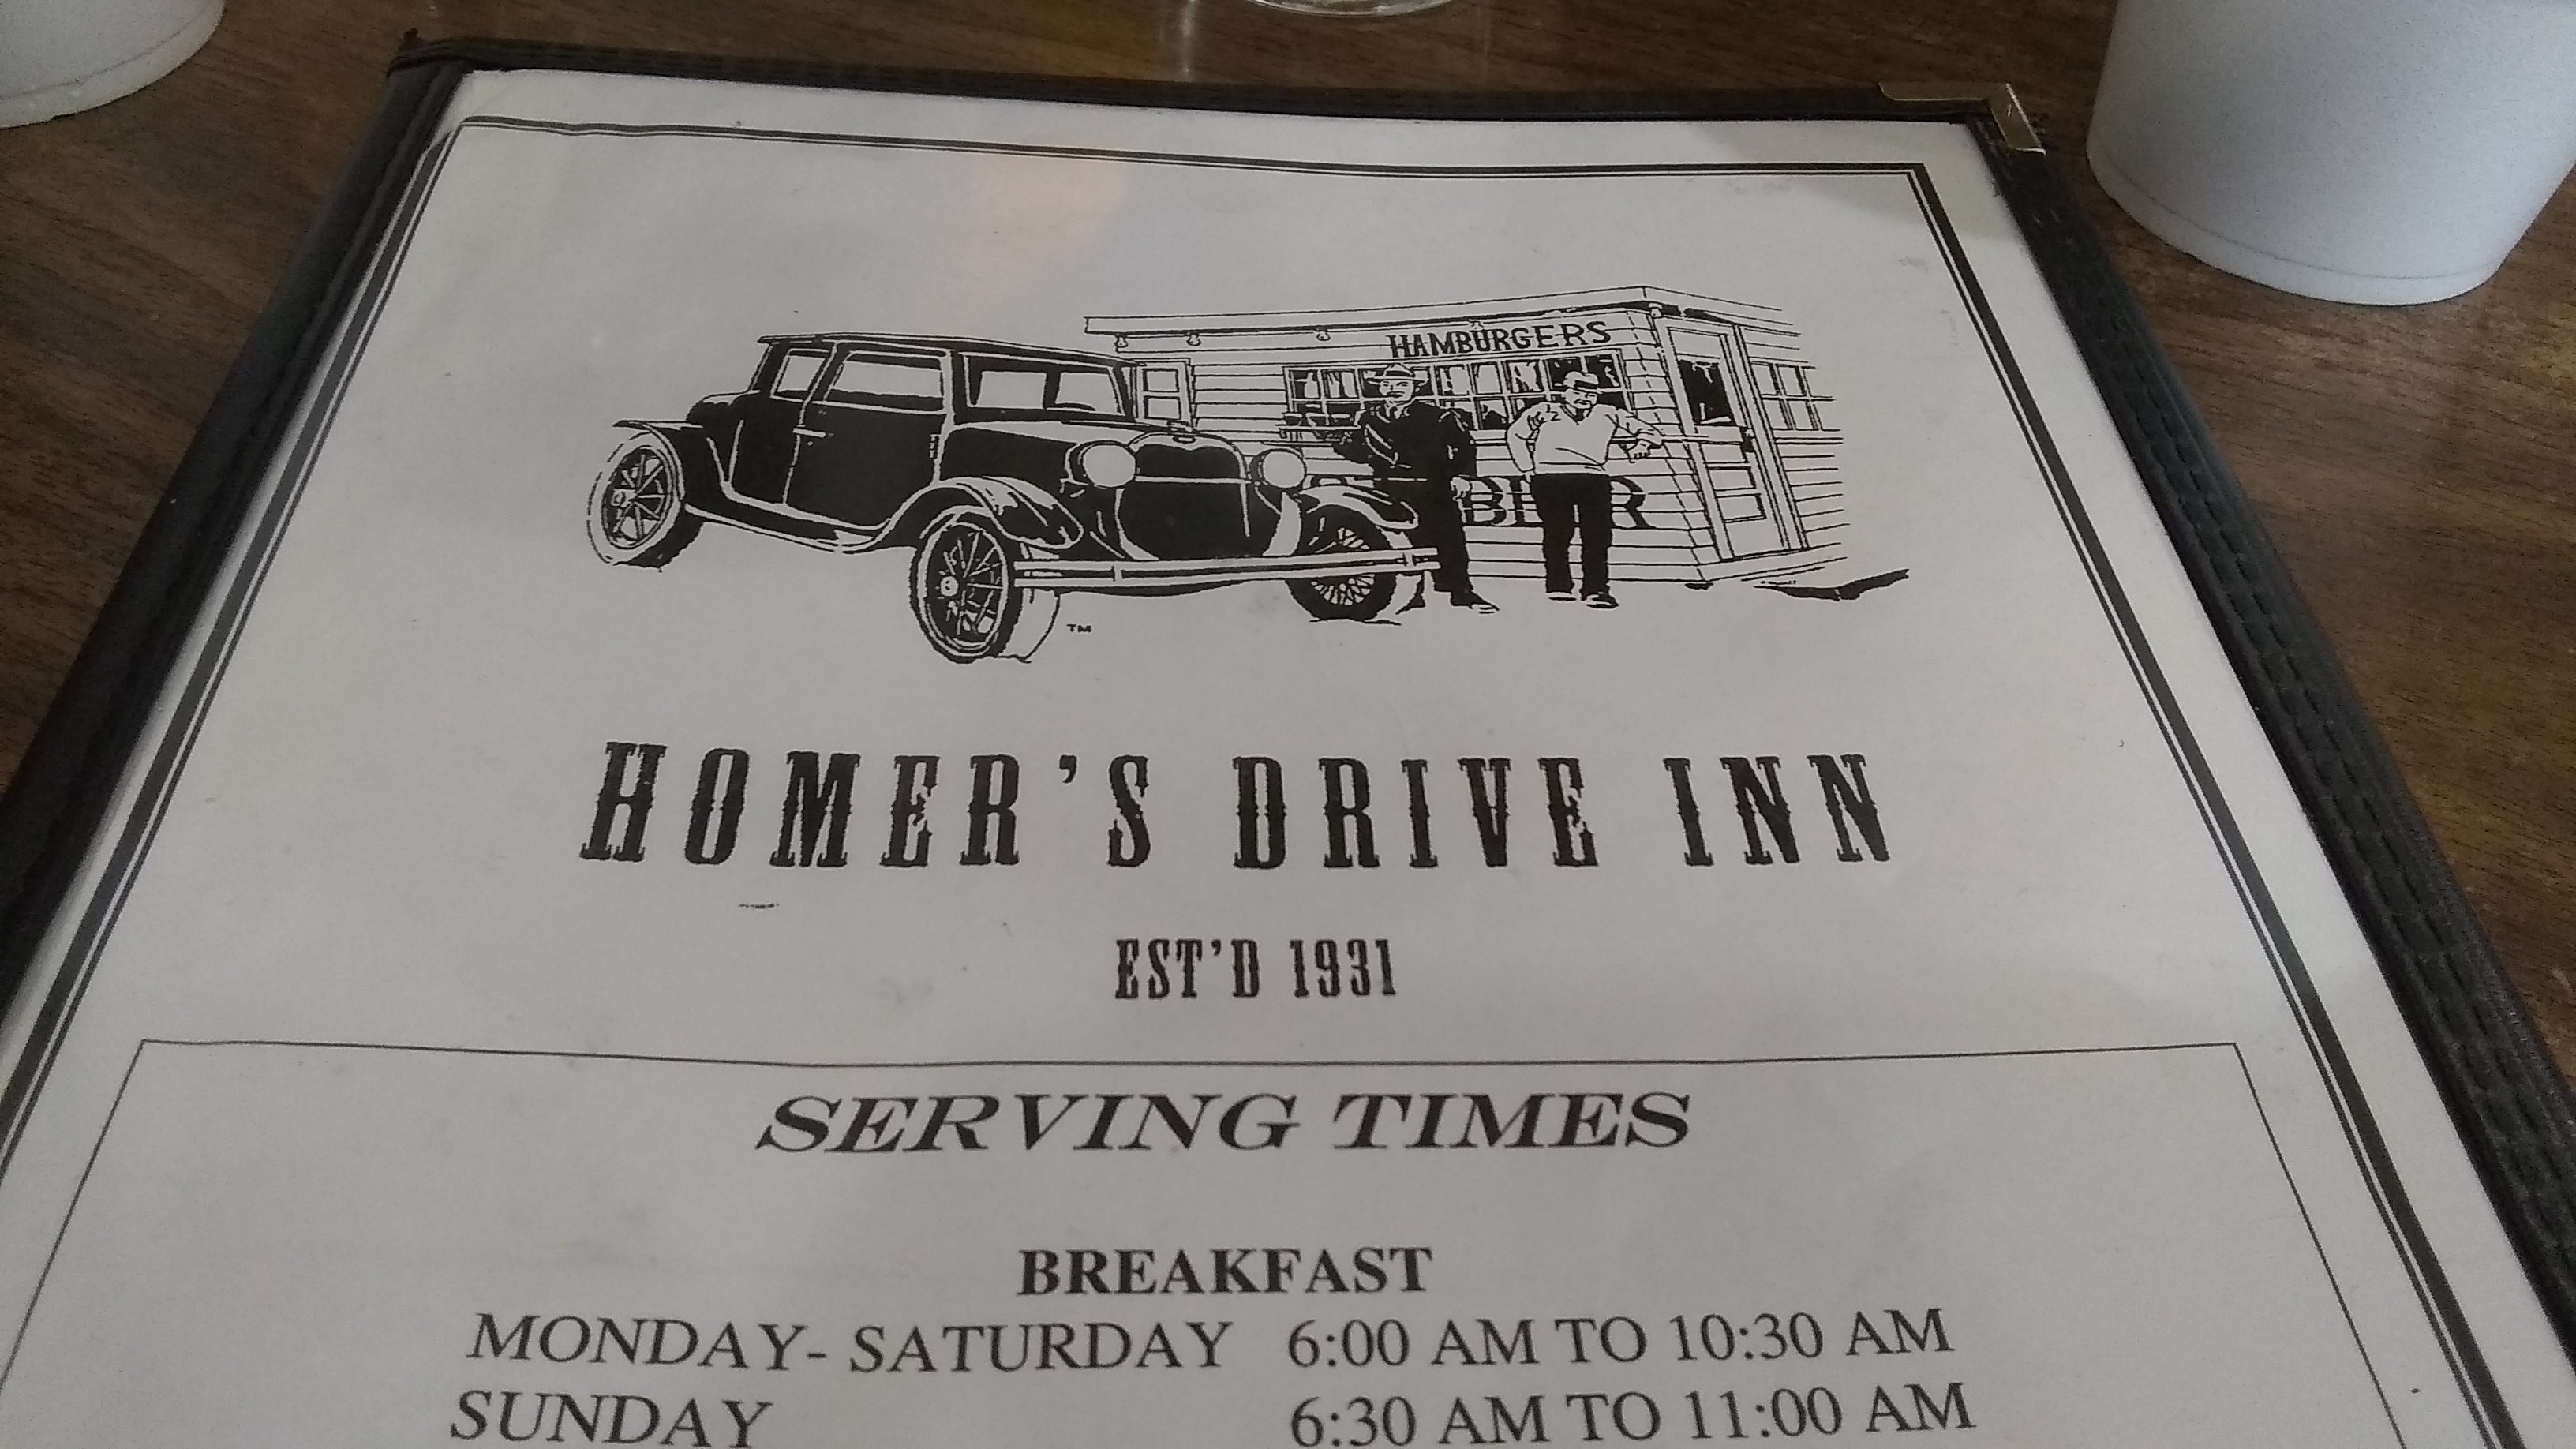 HAMBURGERS
TM
HOMER'S DRIVE INN
EST'D 1931
SERVING TIMES
BREAKFAST
MONDAY- SATURDAY 6:00 AM TO 10:30 AM
SUNDAY 6:30 AM TO 11:00 AM